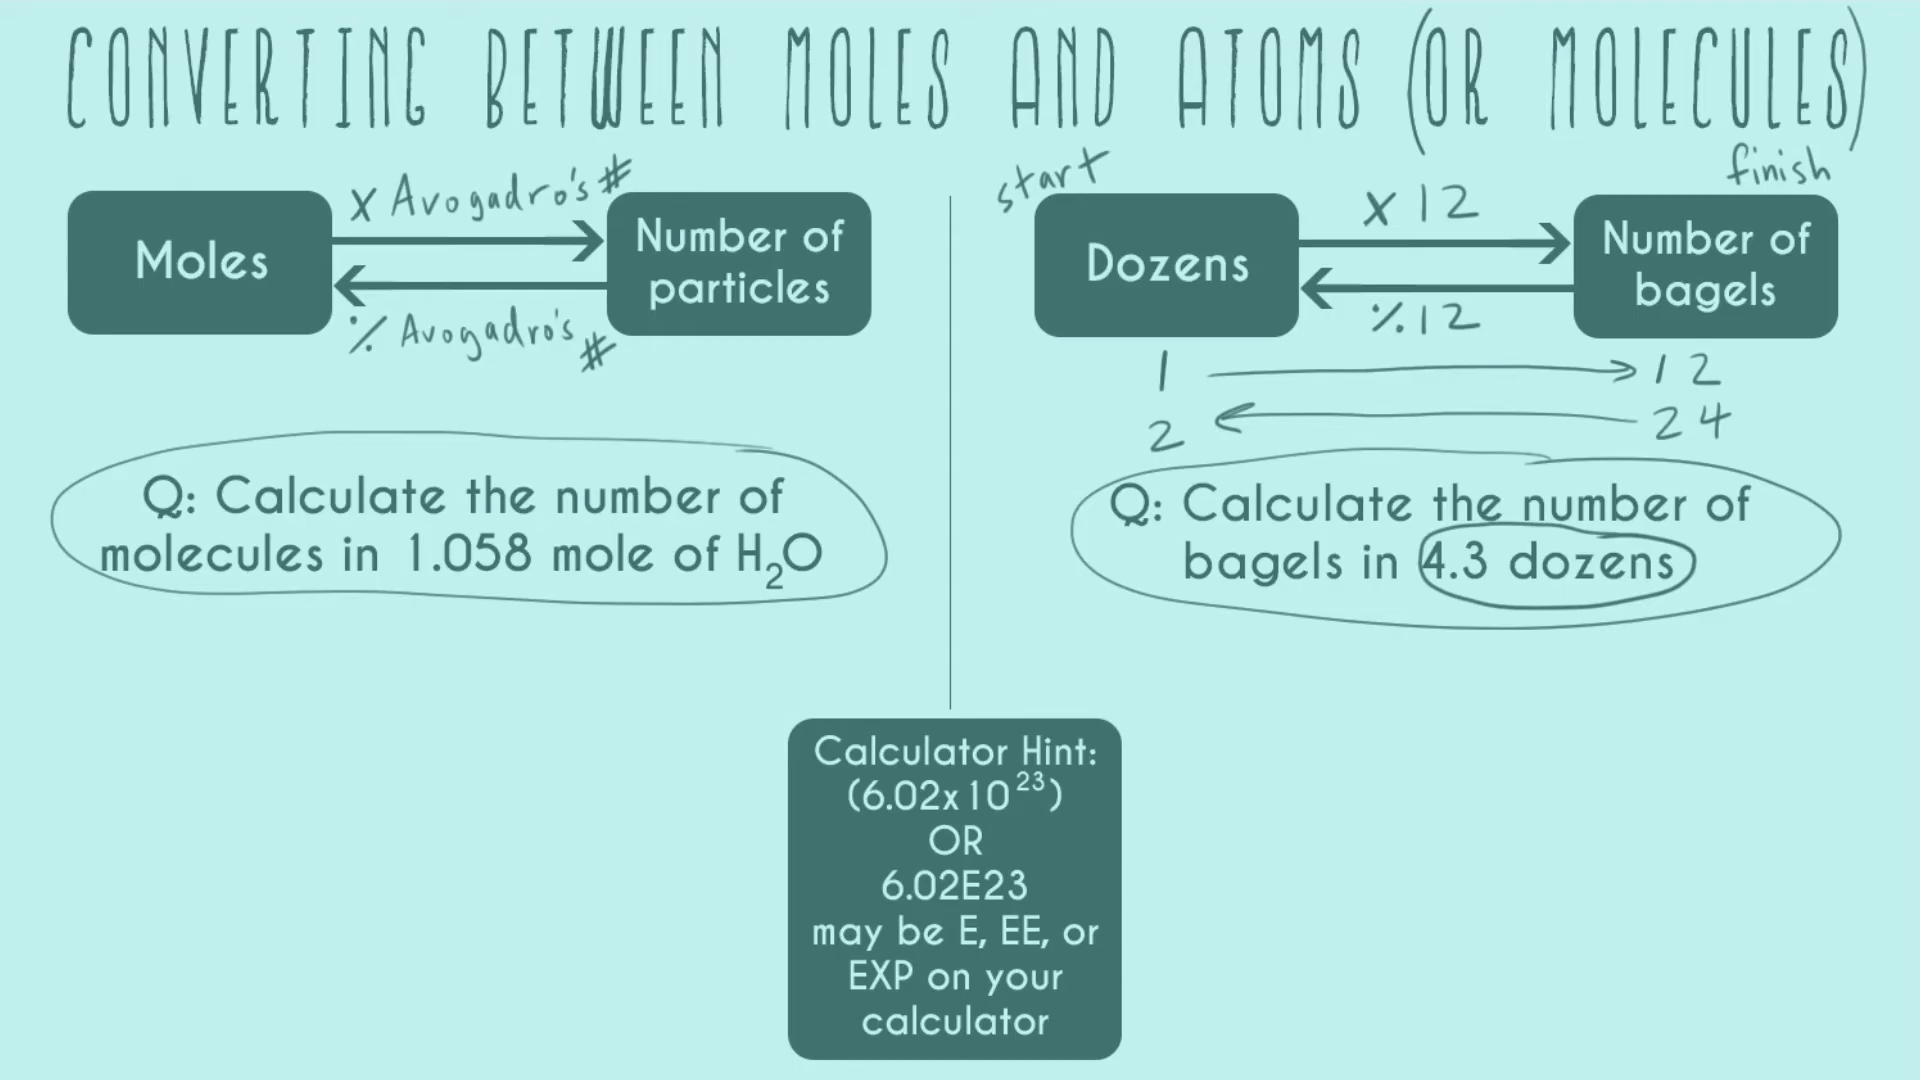 CONVERTING BETWEEN MOLES AND ATOMS (OR MOLECULES)
x Avogadro's #
Moles
Number of
particles
% Avogadro's #
Q: Calculate the number of
molecules in 1.058 mole of H₂O
start
finish
x 12
Dozens
Number of
bagels
% 12
1 → 12
2 ← 24
Q: Calculate the number of
bagels in 4.3 dozens
Calculator Hint:
(6.02x10²³)
OR
6.02E23
may be E, EE, or
EXP on your
calculator